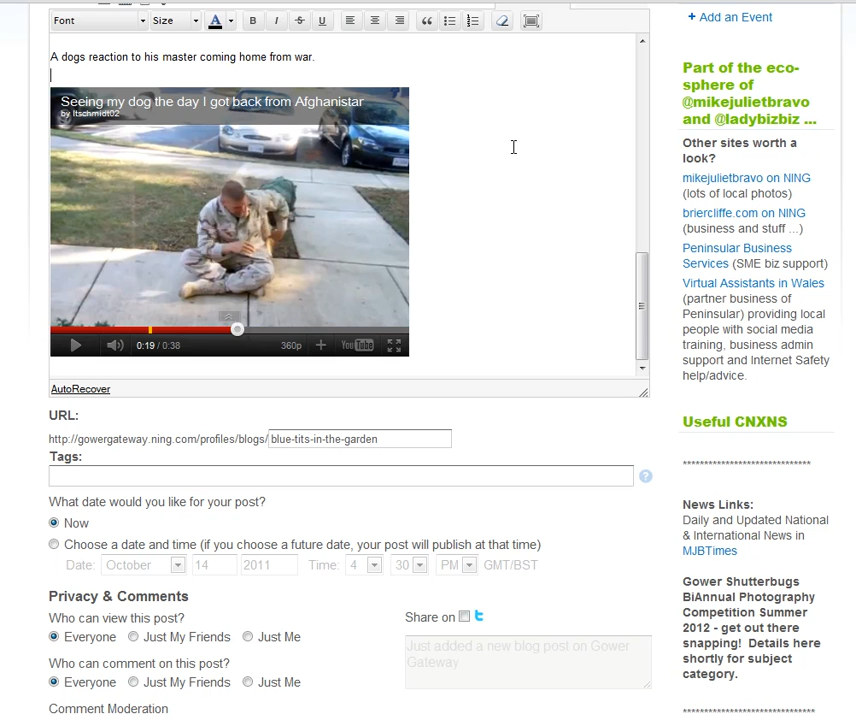 Font Size A B I S U
A dogs reaction to his master coming home from war.
Seeing my dog the day I got back from Afghanistar
by ltschmidt02
0:19 / 0:38 360p YouTube
AutoRecover
URL:
http://gowergateway.ning.com/profiles/blogs/ blue-tits-in-the-garden
Tags:
?
What date would you like for your post?
Now
Choose a date and time (if you choose a future date, your post will publish at that time)
Date: October 14 2011 Time: 4 30 PM GMT/BST
Privacy & Comments
Who can view this post?
Everyone Just My Friends Just Me
Who can comment on this post?
Everyone Just My Friends Just Me
Comment Moderation
Share on
Just added a new blog post on Gower
Gateway
+ Add an Event
Part of the eco-
sphere of
@mikejulietbravo
and @ladybizbiz ...
Other sites worth a
look?
mikejulietbravo on NING
(lots of local photos)
briercliffe.com on NING
(business and stuff ...)
Peninsular Business
Services (SME biz support)
Virtual Assistants in Wales
(partner business of
Peninsular) providing local
people with social media
training, business admin
support and Internet Safety
help/advice.
Useful CNXNS
******************************
News Links:
Daily and Updated National
& International News in
MJBTimes
Gower Shutterbugs
BiAnnual Photography
Competition Summer
2012 - get out there
snapping! Details here
shortly for subject
category.
*******************************